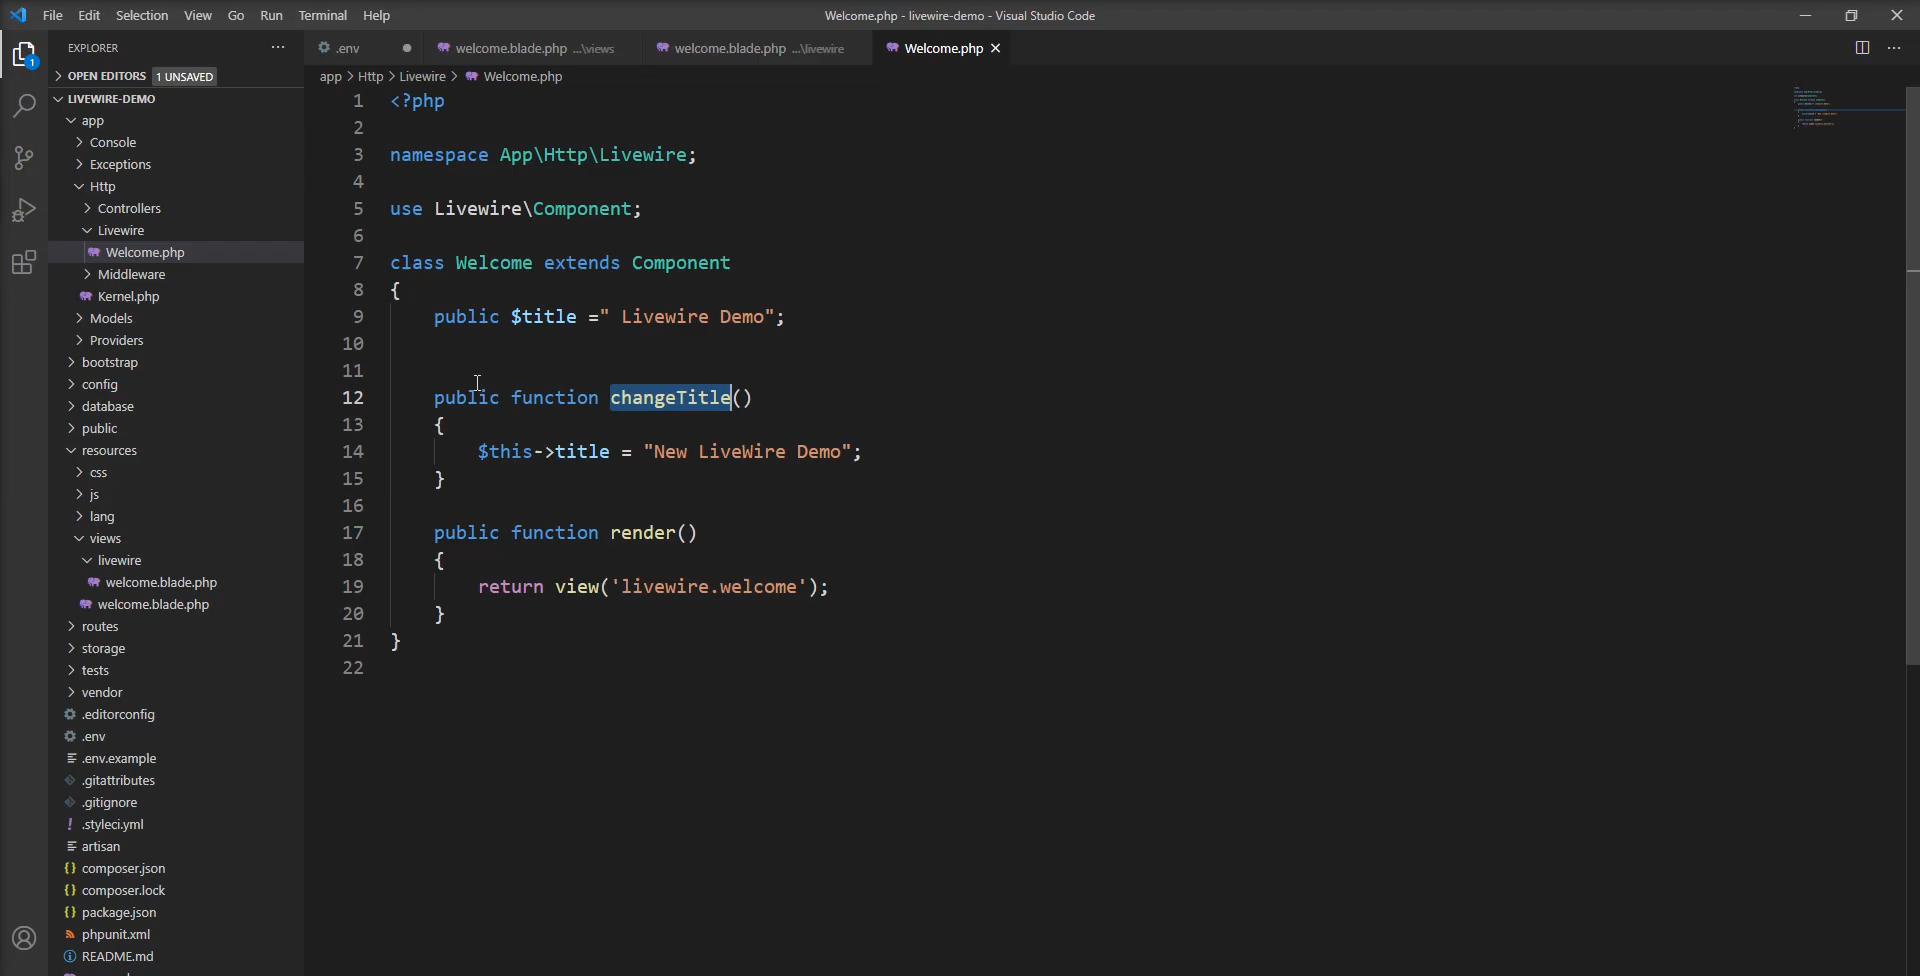 File Edit Selection View Go Run Terminal Help
Welcome.php - livewire-demo - Visual Studio Code
EXPLORER
.env
welcome.blade.php ...\views
welcome.blade.php ...\livewire
Welcome.php
OPEN EDITORS 1 UNSAVED
app > Http > Livewire > Welcome.php
1
LIVEWIRE-DEMO
app
Console
Exceptions
Http
Controllers
Livewire
Welcome.php
Middleware
Kernel.php
Models
Providers
bootstrap
config
database
public
resources
css
js
lang
views
livewire
welcome.blade.php
welcome.blade.php
routes
storage
tests
vendor
.editorconfig
.env
.env.example
.gitattributes
.gitignore
.styleci.yml
artisan
composer.json
composer.lock
package.json
phpunit.xml
README.md
1 <?php
2
3 namespace App\Http\Livewire;
4
5 use Livewire\Component;
6
7 class Welcome extends Component
8 {
9 public $title =" Livewire Demo";
10
11
12 public function changeTitle()
13 {
14 $this->title = "New LiveWire Demo";
15 }
16
17 public function render()
18 {
19 return view('livewire.welcome');
20 }
21 }
22